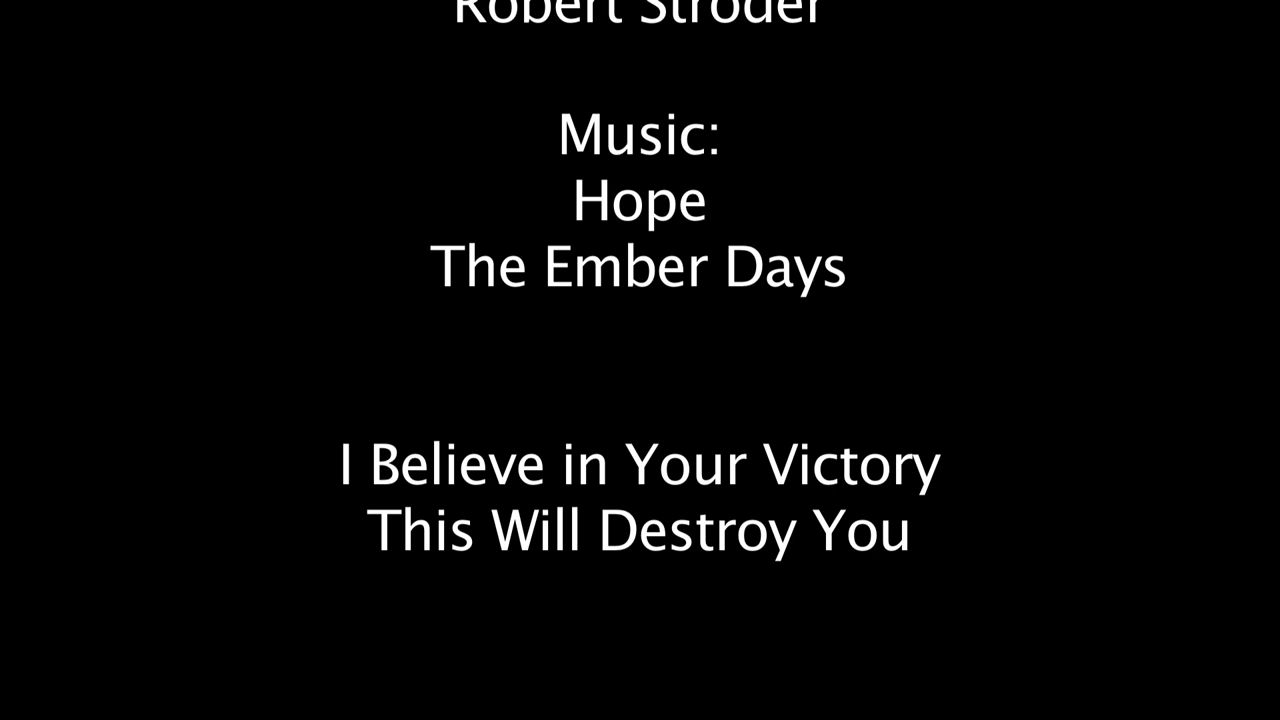 Robert Stroder
Music:
Hope
The Ember Days
I Believe in Your Victory
This Will Destroy You